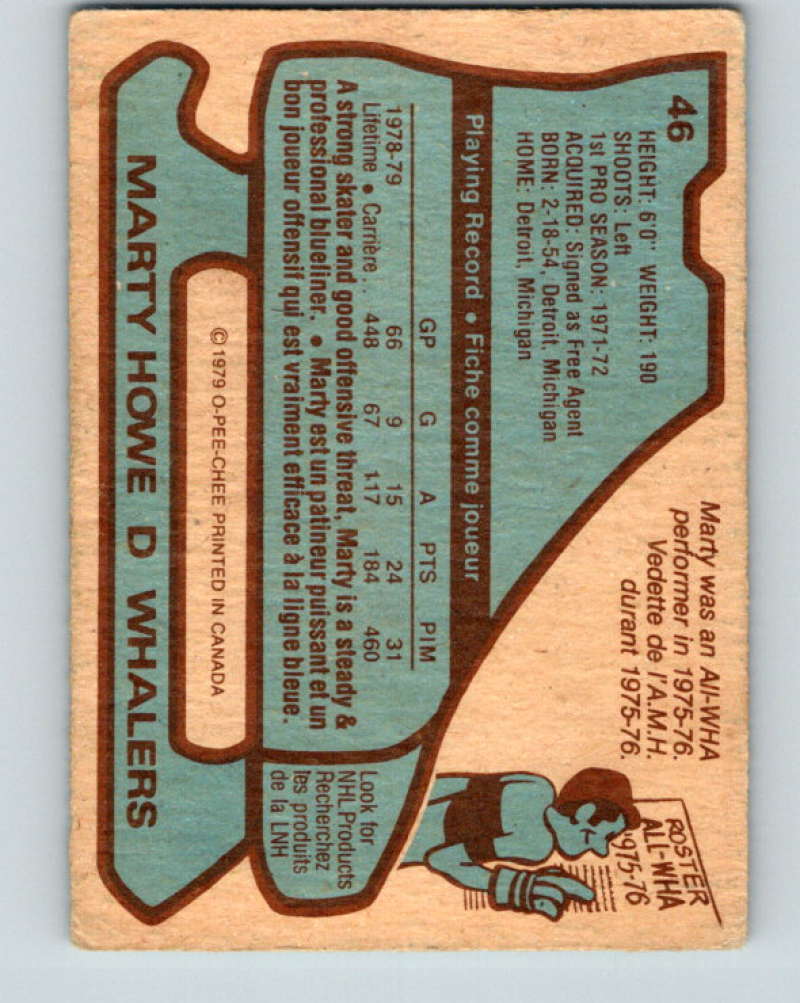 46
HEIGHT: 6'0" WEIGHT: 190
SHOOTS: Left
1st PRO SEASON: 1971-72
ACQUIRED: Signed as Free Agent
BORN: 2-18-54, Detroit, Michigan
HOME: Detroit, Michigan
Marty was an All-WHA
performer in 1975-76.
Vedette de l'A.M.H.
durant 1975-76.
ROSTER
ALL-WHA
1975-76
Playing Record • Fiche comme joueur
GP G A PTS PIM
1978-79 66 9 15 24 31
Lifetime • Carrière .. 448 67 117 184 460
A strong skater and good offensive threat, Marty is a steady &
professional blueliner. • Marty est un patineur puissant et un
bon joueur offensif qui est vraiment efficace à la ligne bleue.
Look for
NHL Products
Recherchez
les produits
de la LNH
© 1979 O-PEE-CHEE PRINTED IN CANADA
MARTY HOWE D WHALERS